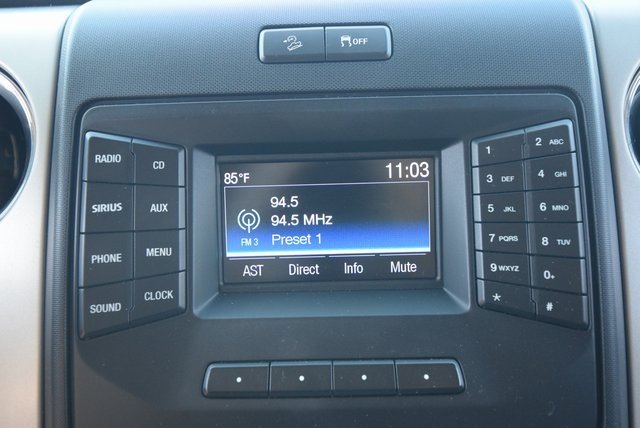 OFF
RADIO CD
SIRIUS AUX
PHONE MENU
SOUND CLOCK
85°F 11:03
94.5
94.5 MHz
FM 3 Preset 1
AST Direct Info Mute
1 2 ABC
3 DEF 4 GHI
5 JKL 6 MNO
7 PQRS 8 TUV
9 WXYZ 0+
* #